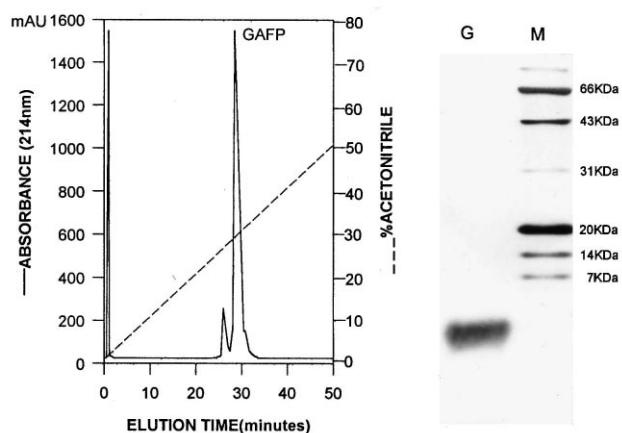 mAU
1600
1400
1200
1000
800
600
400
200
0
ABSORBANCE (214nm)
GAFP
80
70
60
50
40
30
20
10
0
%ACETONITRILE
0 10 20 30 40 50
ELUTION TIME(minutes)
G M
66KDa
43KDa
31KDa
20KDa
14KDa
7KDa